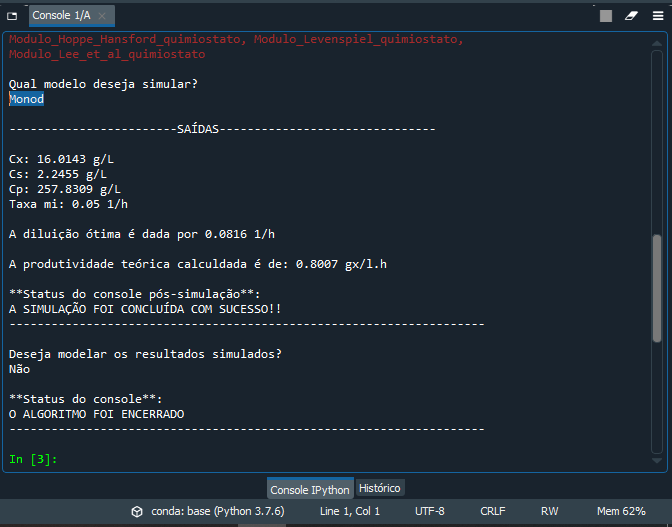 Console 1/A
Modulo_Hoppe_Hansford_quimiostato, Modulo_Levenspiel_quimiostato,
Modulo_Lee_et_al_quimiostato
Qual modelo deseja simular?
Monod
------------------------SAÍDAS-------------------------------
Cx: 16.0143 g/L
Cs: 2.2455 g/L
Cp: 257.8309 g/L
Taxa mi: 0.05 1/h
A diluição ótima é dada por 0.0816 1/h
A produtividade teórica calculdada é de: 0.8007 gx/l.h
**Status do console pós-simulação**:
A SIMULAÇÃO FOI CONCLUÍDA COM SUCESSO!!
--------------------------------------------------------------------
Deseja modelar os resultados simulados?
Não
**Status do console**:
O ALGORITMO FOI ENCERRADO
--------------------------------------------------------------------
In [3]:
Console IPython Histórico
conda: base (Python 3.7.6) Line 1, Col 1 UTF-8 CRLF RW Mem 62%